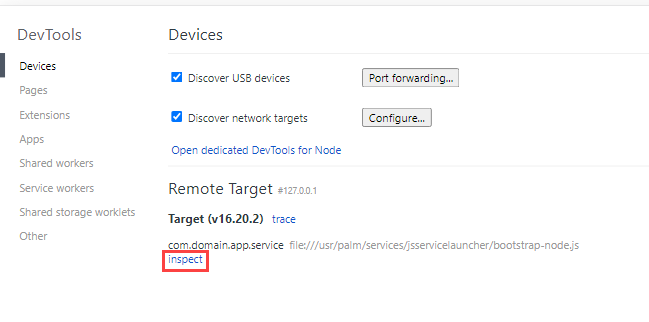 DevTools
Devices
Pages
Extensions
Apps
Shared workers
Service workers
Shared storage worklets
Other
Devices
Discover USB devices Port forwarding...
Discover network targets Configure...
Open dedicated DevTools for Node
Remote Target #127.0.0.1
Target (v16.20.2) trace
com.domain.app.service file:///usr/palm/services/jsservicelauncher/bootstrap-node.js
inspect